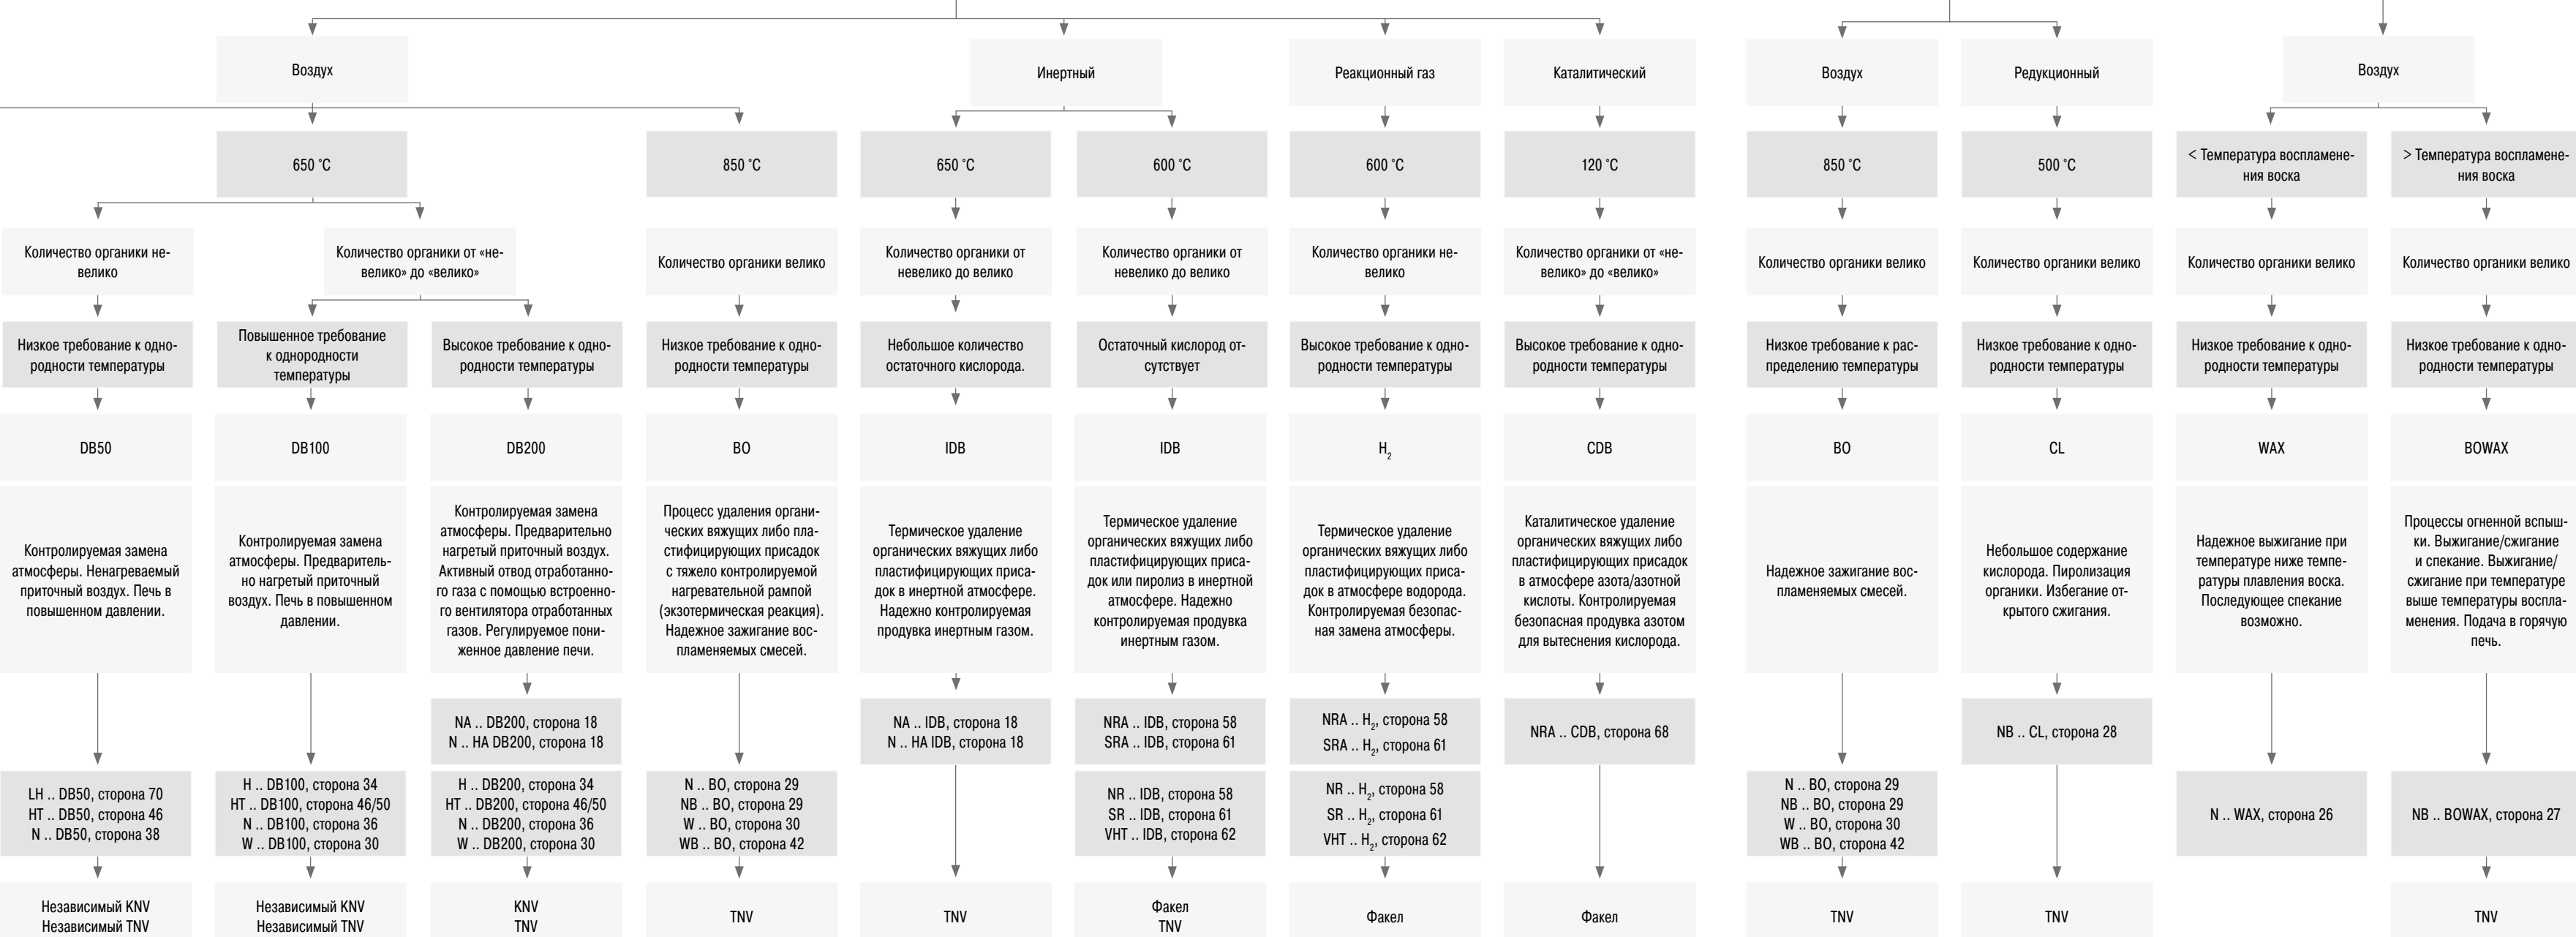 Воздух
Инертный
Реакционный газ
Каталитический
Воздух
Редукционный
Воздух
650 ˚C
850 ˚C
650 ˚C
600 ˚C
600 ˚C
120 ˚C
850 ˚C
500 ˚C
< Температура воспламене-
ния воска
> Температура воспламене-
ния воска
Количество органики не-
велико
Количество органики от «не-
велико» до «велико»
Количество органики велико
Количество органики от
невелико до велико
Количество органики от
невелико до велико
Количество органики не-
велико
Количество органики от «не-
велико» до «велико»
Количество органики велико
Количество органики велико
Количество органики велико
Количество органики велико
Низкое требование к одно-
родности температуры
Повышенное требование
к однородности
температуры
Высокое требование к одно-
родности температуры
Низкое требование к одно-
родности температуры
Небольшое количество
остаточного кислорода.
Остаточный кислород от-
сутствует
Высокое требование к одно-
родности температуры
Высокое требование к одно-
родности температуры
Низкое требование к рас-
пределению температуры
Низкое требование к одно-
родности температуры
Низкое требование к одно-
родности температуры
Низкое требование к одно-
родности температуры
DB50
DB100
DB200
BO
IDB
IDB
H2
CDB
BO
CL
WAX
BOWAX
Контролируемая замена
атмосферы. Ненагреваемый
приточный воздух. Печь в
повышенном давлении.
Контролируемая замена
атмосферы. Предваритель-
но нагретый приточный
воздух. Печь в повышенном
давлении.
Контролируемая замена
атмосферы. Предварительно
нагретый приточный воздух.
Активный отвод отработанно-
го газа с помощью встроенно-
го вентилятора отработанных
газов. Регулируемое пони-
женное давление печи.
Процесс удаления органи-
ческих вяжущих либо пла-
стифицирующих присадок
с тяжело контролируемой
нагревательной рампой
(экзотермическая реакция).
Надежное зажигание вос-
пламеняемых смесей.
Термическое удаление
органических вяжущих либо
пластифицирующих приса-
док в инертной атмосфере.
Надежно контролируемая
продувка инертным газом.
Термическое удаление
органических вяжущих либо
пластифицирующих приса-
док или пиролиз в инертной
атмосфере. Надежно
контролируемая продувка
инертным газом.
Термическое удаление
органических вяжущих либо
пластифицирующих приса-
док в атмосфере водорода.
Контролируемая безопас-
ная замена атмосферы.
Каталитическое удаление
органических вяжущих либо
пластифицирующих присадок
в атмосфере азота/азотной
кислоты. Контролируемая
безопасная продувка азотом
для вытеснения кислорода.
Надежное зажигание вос-
пламеняемых смесей.
Небольшое содержание
кислорода. Пиролизация
органики. Избегание от-
крытого сжигания.
Надежное выжигание при
температуре ниже темпе-
ратуры плавления воска.
Последующее спекание
возможно.
Процессы огненной вспыш-
ки. Выжигание/сжигание
и спекание. Выжигание/
сжигание при температуре
выше температуры воспла-
менения. Подача в горячую
печь.
NA .. DB200, сторона 18
N .. HA DB200, сторона 18
NA .. IDB, сторона 18
N .. HA IDB, сторона 18
NRA .. IDB, сторона 58
SRA .. IDB, сторона 61
NRA .. H2, сторона 58
SRA .. H2, сторона 61
NRA .. CDB, сторона 68
NB .. CL, сторона 28
LH .. DB50, сторона 70
HT .. DB50, сторона 46
N .. DB50, сторона 38
H .. DB100, сторона 34
HT .. DB100, сторона 46/50
N .. DB100, сторона 36
W .. DB100, сторона 30
H .. DB200, сторона 34
HT .. DB200, сторона 46/50
N .. DB200, сторона 36
W .. DB200, сторона 30
N .. BO, сторона 29
NB .. BO, сторона 29
W .. BO, сторона 30
WB .. BO, сторона 42
NR .. IDB, сторона 58
SR .. IDB, сторона 61
VHT .. IDB, сторона 62
NR .. H2, сторона 58
SR .. H2, сторона 61
VHT .. H2, сторона 62
N .. BO, сторона 29
NB .. BO, сторона 29
W .. BO, сторона 30
WB .. BO, сторона 42
N .. WAX, сторона 26
NB .. BOWAX, сторона 27
Независимый KNV
Независимый TNV
Независимый KNV
Независимый TNV
KNV
TNV
TNV
TNV
Факел
TNV
Факел
Факел
TNV
TNV
TNV